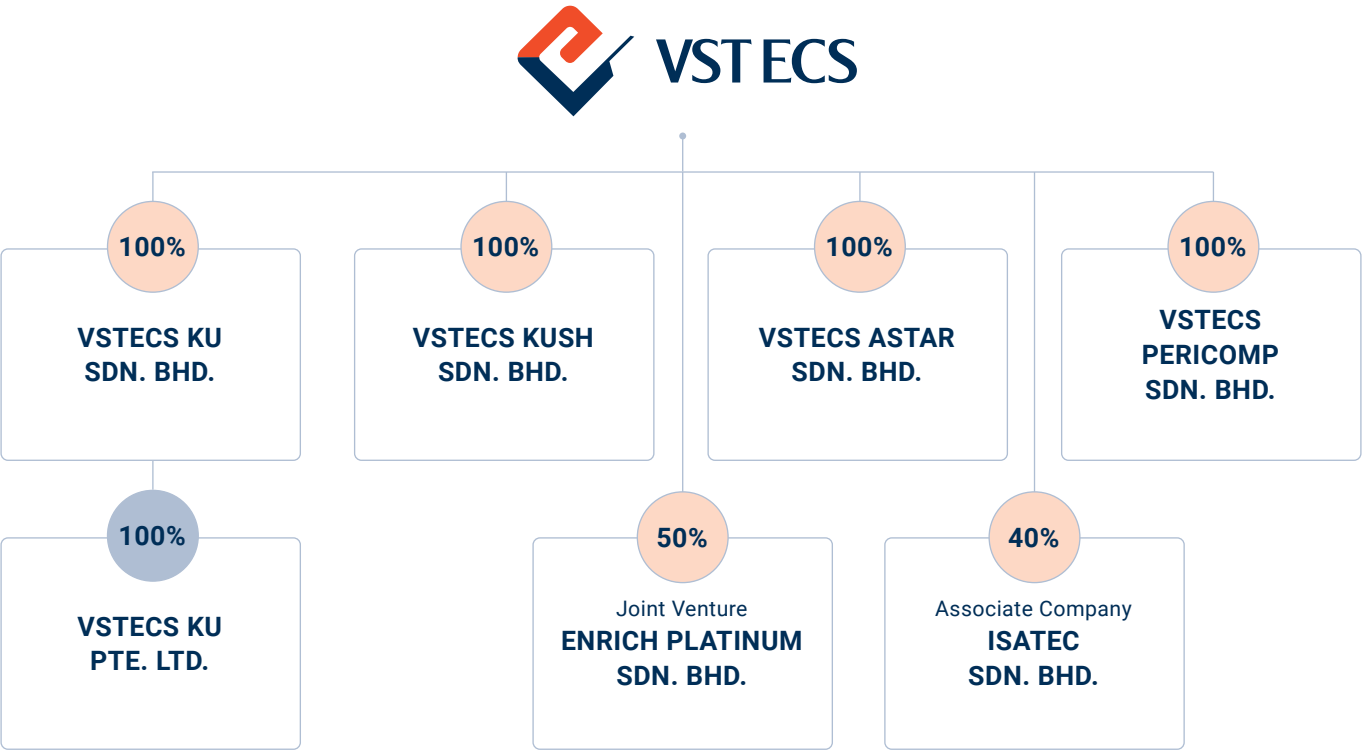 VSTECS
100%
VSTECS KU
SDN. BHD.
100%
VSTECS KUSH
SDN. BHD.
100%
VSTECS ASTAR
SDN. BHD.
100%
VSTECS
PERICOMP
SDN. BHD.
100%
VSTECS KU
PTE. LTD.
50%
Joint Venture
ENRICH PLATINUM
SDN. BHD.
40%
Associate Company
ISATEC
SDN. BHD.